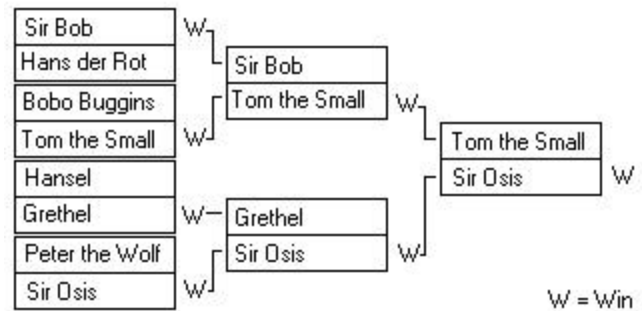 Sir Bob W
Hans der Rot
Bobo Buggins
Tom the Small W
Hansel
Grethel W
Peter the Wolf
Sir Osis W
Sir Bob
Tom the Small W
Grethel
Sir Osis W
Tom the Small
Sir Osis W
W = Win